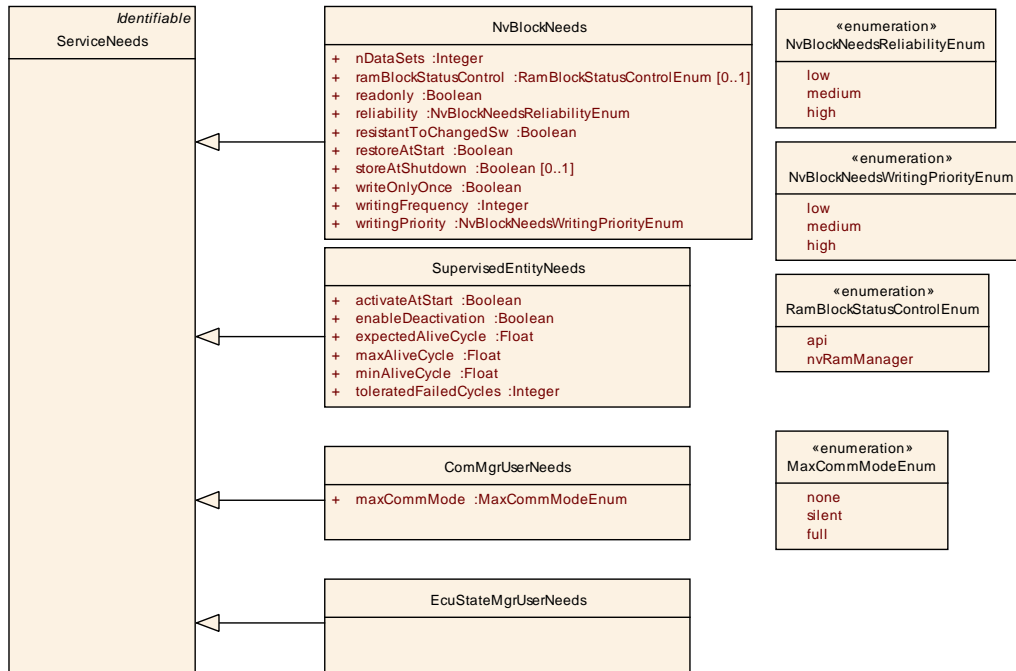 Identifiable
ServiceNeeds
NvBlockNeeds
+ nDataSets :Integer
+ ramBlockStatusControl :RamBlockStatusControlEnum [0..1]
+ readonly :Boolean
+ reliability :NvBlockNeedsReliabilityEnum
+ resistantToChangedSw :Boolean
+ restoreAtStart :Boolean
+ storeAtShutdown :Boolean [0..1]
+ writeOnlyOnce :Boolean
+ writingFrequency :Integer
+ writingPriority :NvBlockNeedsWritingPriorityEnum
«enumeration»
NvBlockNeedsReliabilityEnum
low
medium
high
«enumeration»
NvBlockNeedsWritingPriorityEnum
low
medium
high
SupervisedEntityNeeds
+ activateAtStart :Boolean
+ enableDeactivation :Boolean
+ expectedAliveCycle :Float
+ maxAliveCycle :Float
+ minAliveCycle :Float
+ toleratedFailedCycles :Integer
«enumeration»
RamBlockStatusControlEnum
api
nvRamManager
ComMgrUserNeeds
+ maxCommMode :MaxCommModeEnum
«enumeration»
MaxCommModeEnum
none
silent
full
EcuStateMgrUserNeeds